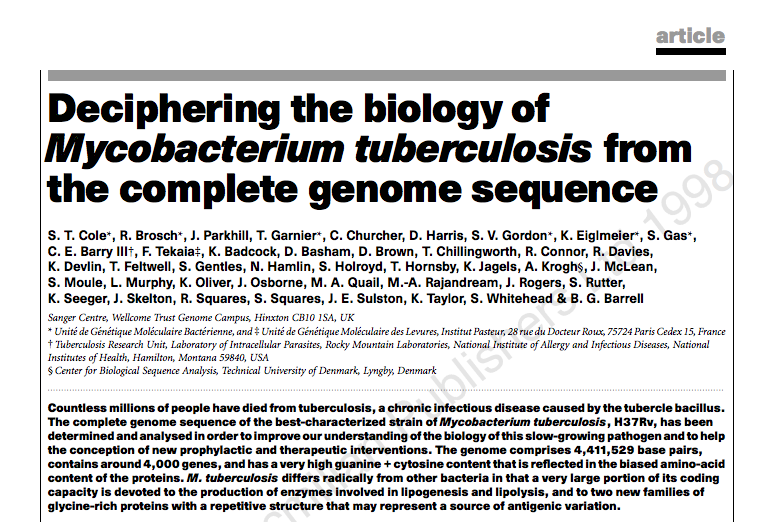 article
Deciphering the biology of
Mycobacterium tuberculosis from
the complete genome sequence
S. T. Cole*, R. Brosch*, J. Parkhill, T. Garnier*, C. Churcher, D. Harris, S. V. Gordon*, K. Eiglmeier*, S. Gas*,
C. E. Barry III†, F. Tekaia‡, K. Badcock, D. Basham, D. Brown, T. Chillingworth, R. Connor, R. Davies,
K. Devlin, T. Feltwell, S. Gentles, N. Hamlin, S. Holroyd, T. Hornsby, K. Jagels, A. Krogh§, J. McLean,
S. Moule, L. Murphy, K. Oliver, J. Osborne, M. A. Quail, M.-A. Rajandream, J. Rogers, S. Rutter,
K. Seeger, J. Skelton, R. Squares, S. Squares, J. E. Sulston, K. Taylor, S. Whitehead & B. G. Barrell
Sanger Centre, Wellcome Trust Genome Campus, Hinxton CB10 1SA, UK
* Unité de Génétique Moléculaire Bactérienne, and ‡ Unité de Génétique Moléculaire des Levures, Institut Pasteur, 28 rue du Docteur Roux, 75724 Paris Cedex 15, France
† Tuberculosis Research Unit, Laboratory of Intracellular Parasites, Rocky Mountain Laboratories, National Institute of Allergy and Infectious Diseases, National
Institutes of Health, Hamilton, Montana 59840, USA
§ Center for Biological Sequence Analysis, Technical University of Denmark, Lyngby, Denmark
Countless millions of people have died from tuberculosis, a chronic infectious disease caused by the tubercle bacillus.
The complete genome sequence of the best-characterized strain of Mycobacterium tuberculosis, H37Rv, has been
determined and analysed in order to improve our understanding of the biology of this slow-growing pathogen and to help
the conception of new prophylactic and therapeutic interventions. The genome comprises 4,411,529 base pairs,
contains around 4,000 genes, and has a very high guanine + cytosine content that is reflected in the biased amino-acid
content of the proteins. M. tuberculosis differs radically from other bacteria in that a very large portion of its coding
capacity is devoted to the production of enzymes involved in lipogenesis and lipolysis, and to two new families of
glycine-rich proteins with a repetitive structure that may represent a source of antigenic variation.
Publishers
1998